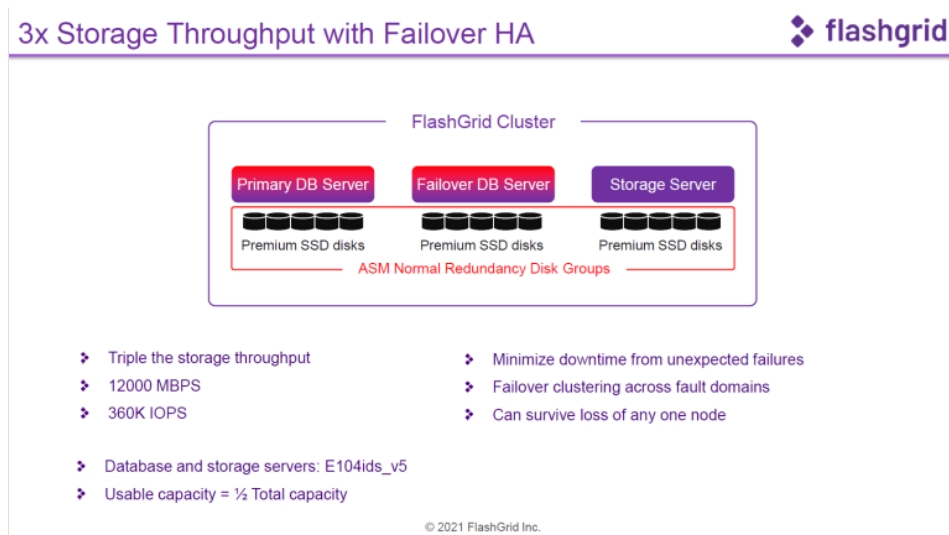 3x Storage Throughput with Failover HA
flashgrid
FlashGrid Cluster
Primary DB Server
Failover DB Server
Storage Server
Premium SSD disks
Premium SSD disks
Premium SSD disks
ASM Normal Redundancy Disk Groups
Triple the storage throughput
12000 MBPS
360K IOPS
Minimize downtime from unexpected failures
Failover clustering across fault domains
Can survive loss of any one node
Database and storage servers: E104ids_v5
Usable capacity = ½ Total capacity
© 2021 FlashGrid Inc.